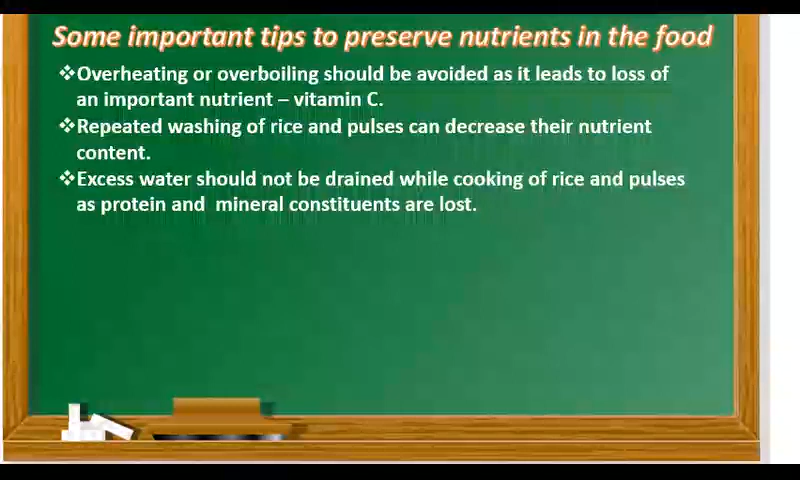 Some important tips to preserve nutrients in the food
❖Overheating or overboiling should be avoided as it leads to loss of
an important nutrient – vitamin C.
❖Repeated washing of rice and pulses can decrease their nutrient
content.
❖Excess water should not be drained while cooking of rice and pulses
as protein and  mineral constituents are lost.